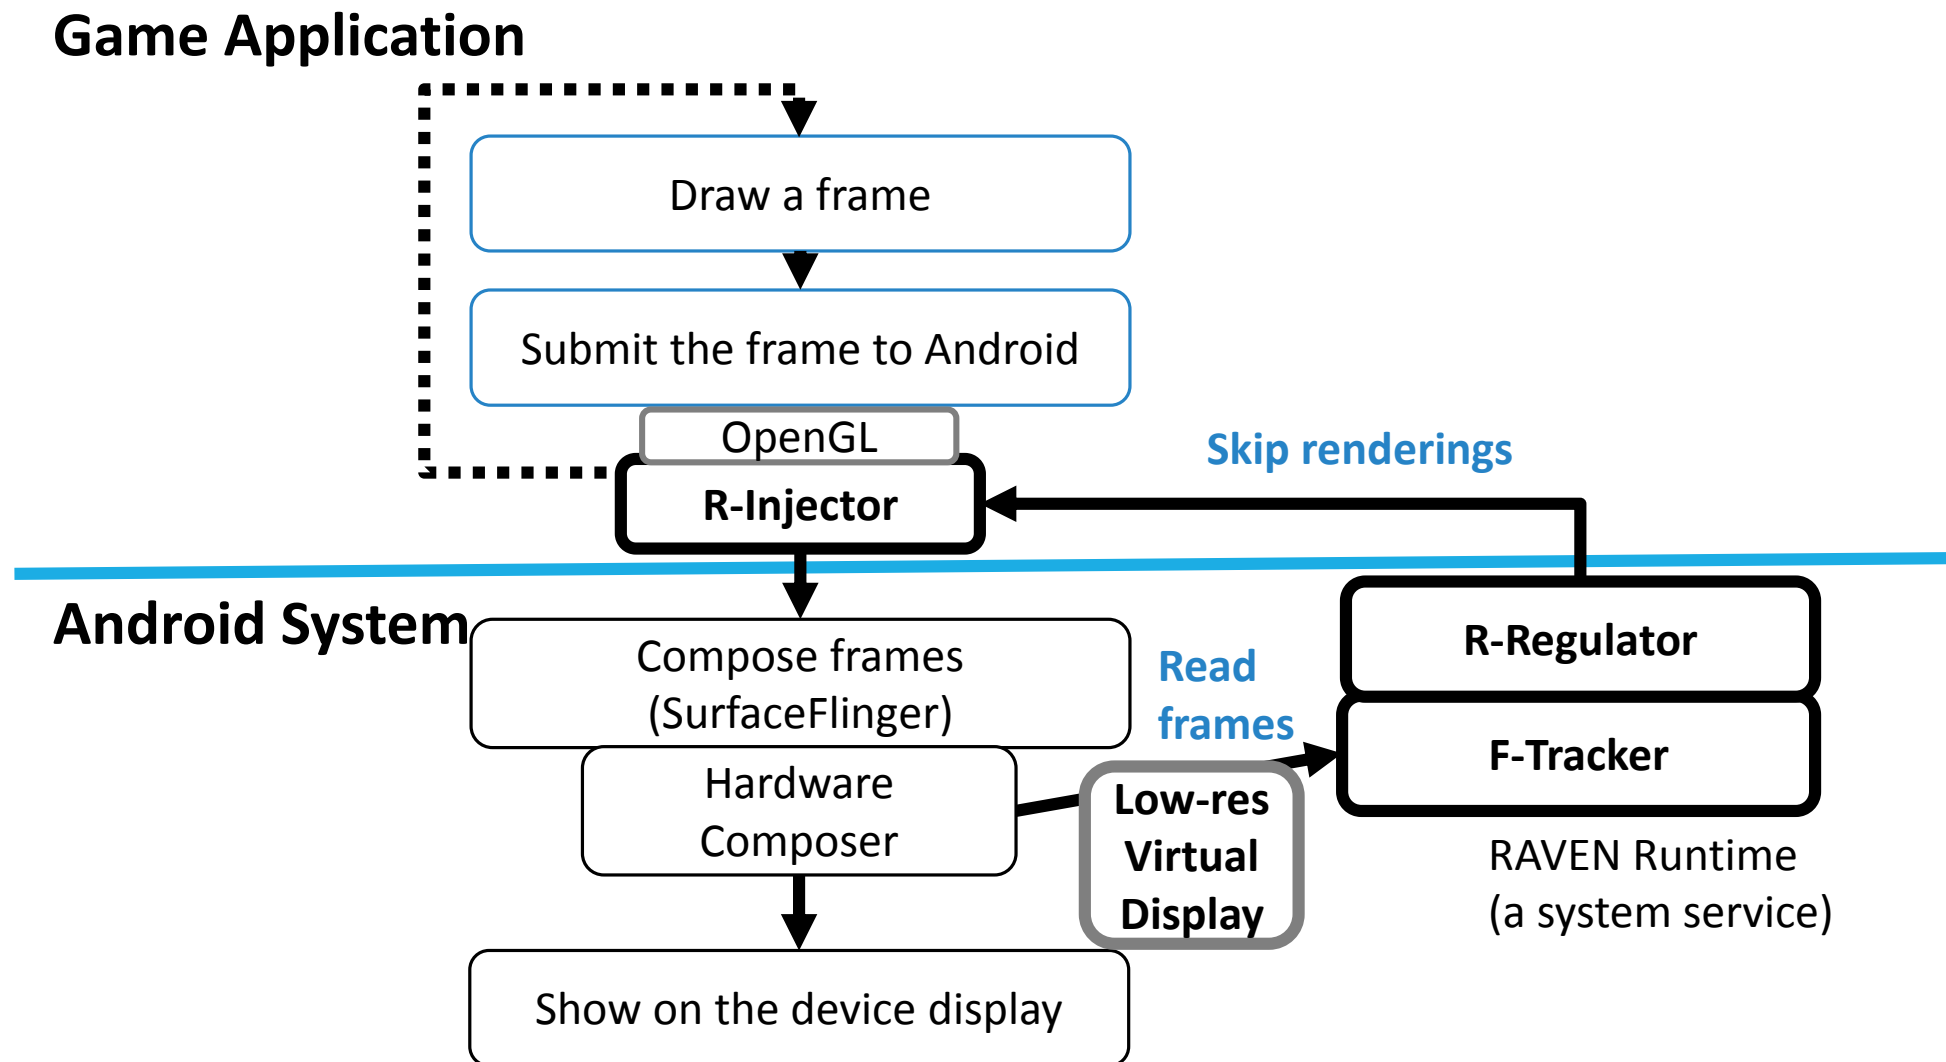 Game Application
Draw a frame
Submit the frame to Android
OpenGL
R-Injector
Skip renderings
Android System
Compose frames
(SurfaceFlinger)
Hardware
Composer
Read
frames
Low-res
Virtual
Display
R-Regulator
F-Tracker
RAVEN Runtime
(a system service)
Show on the device display